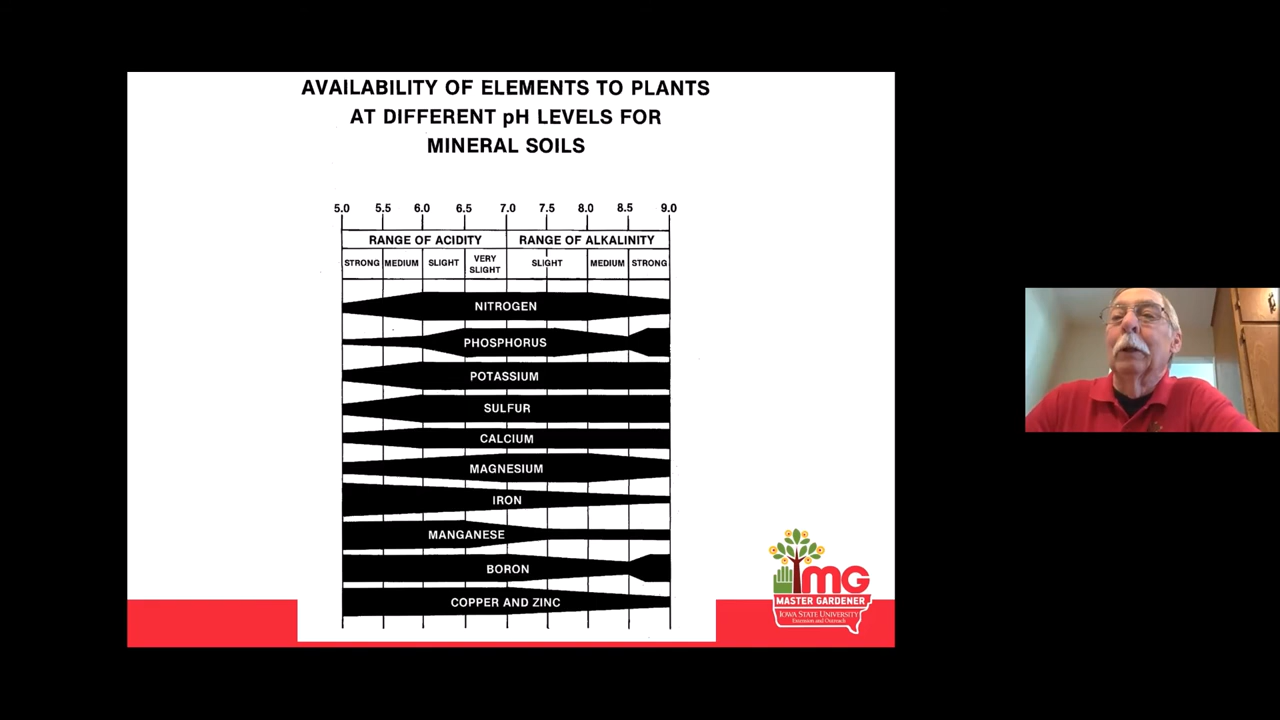 AVAILABILITY OF ELEMENTS TO PLANTS
AT DIFFERENT pH LEVELS FOR
MINERAL SOILS
5.0 5.5 6.0 6.5 7.0 7.5 8.0 8.5 9.0
RANGE OF ACIDITY RANGE OF ALKALINITY
STRONG MEDIUM SLIGHT VERY SLIGHT SLIGHT MEDIUM STRONG
NITROGEN
PHOSPHORUS
POTASSIUM
SULFUR
CALCIUM
MAGNESIUM
IRON
MANGANESE
BORON
COPPER AND ZINC
MG
MASTER GARDENER
IOWA STATE UNIVERSITY
Extension and Outreach